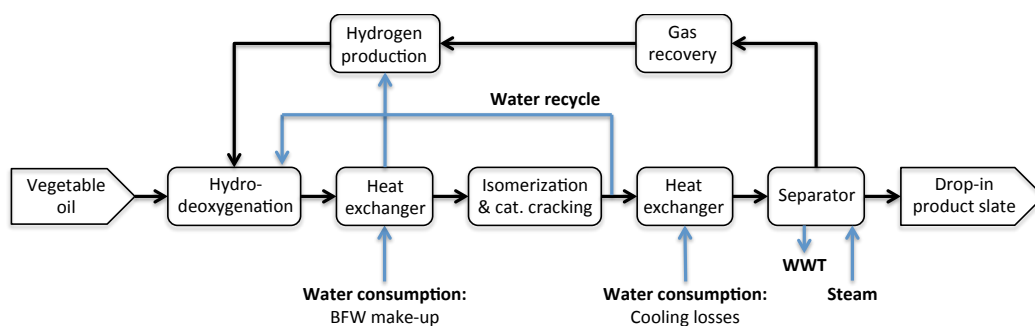 Hydrogen
production
Gas
recovery
Water recycle
Vegetable
oil
Hydro-
deoxygenation
Heat
exchanger
Isomerization
& cat. cracking
Heat
exchanger
Separator
Drop-in
product slate
WWT
Water consumption:
BFW make-up
Water consumption:
Cooling losses
Steam